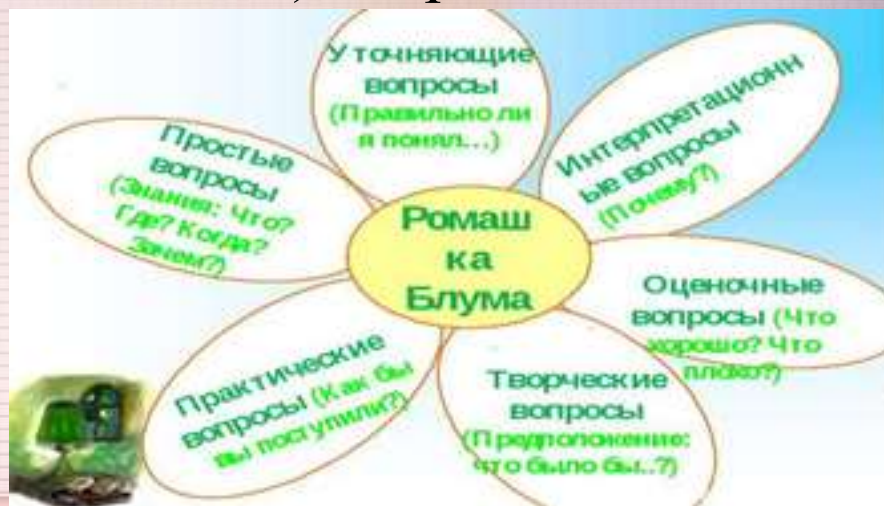 Уточняющие
вопросы
(Правильно ли
я понял...)
Интерпретационн
ые вопросы
(Почему?)
Оценочные
вопросы (Что
хорошо? Что
плохо?)
Творческие
вопросы
(Предположение:
что было бы..?)
Практические
вопросы (Как бы
вы поступили?)
Простые
вопросы
(Знания: Что?
Где? Когда?
Зачем?)
Ромаш
ка
Блума